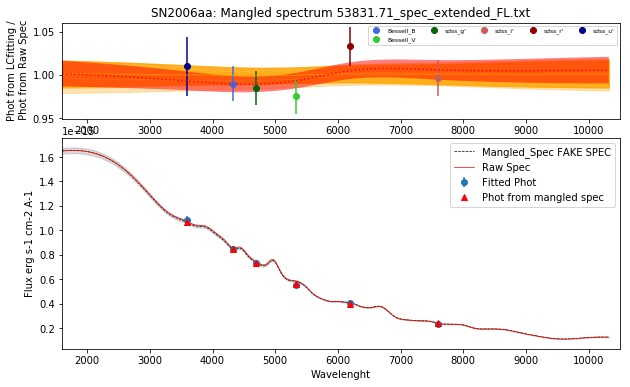 SN2006aa: Mangled spectrum 53831.71_spec_extended_FL.txt
Phot from LCfitting /
Phot from Raw Spec
1.05
1.00
0.95
Bessell_B
Bessell_V
sdss_g'
sdss_i'
sdss_r'
sdss_u'
2000 3000 4000 5000 6000 7000 8000 9000 10000
Flux erg s-1 cm-2 A-1
1.6
1.4
1.2
1.0
0.8
0.6
0.4
0.2
Mangled_Spec FAKE SPEC
Raw Spec
Fitted Phot
Phot from mangled spec
2000 3000 4000 5000 6000 7000 8000 9000 10000
Wavelenght